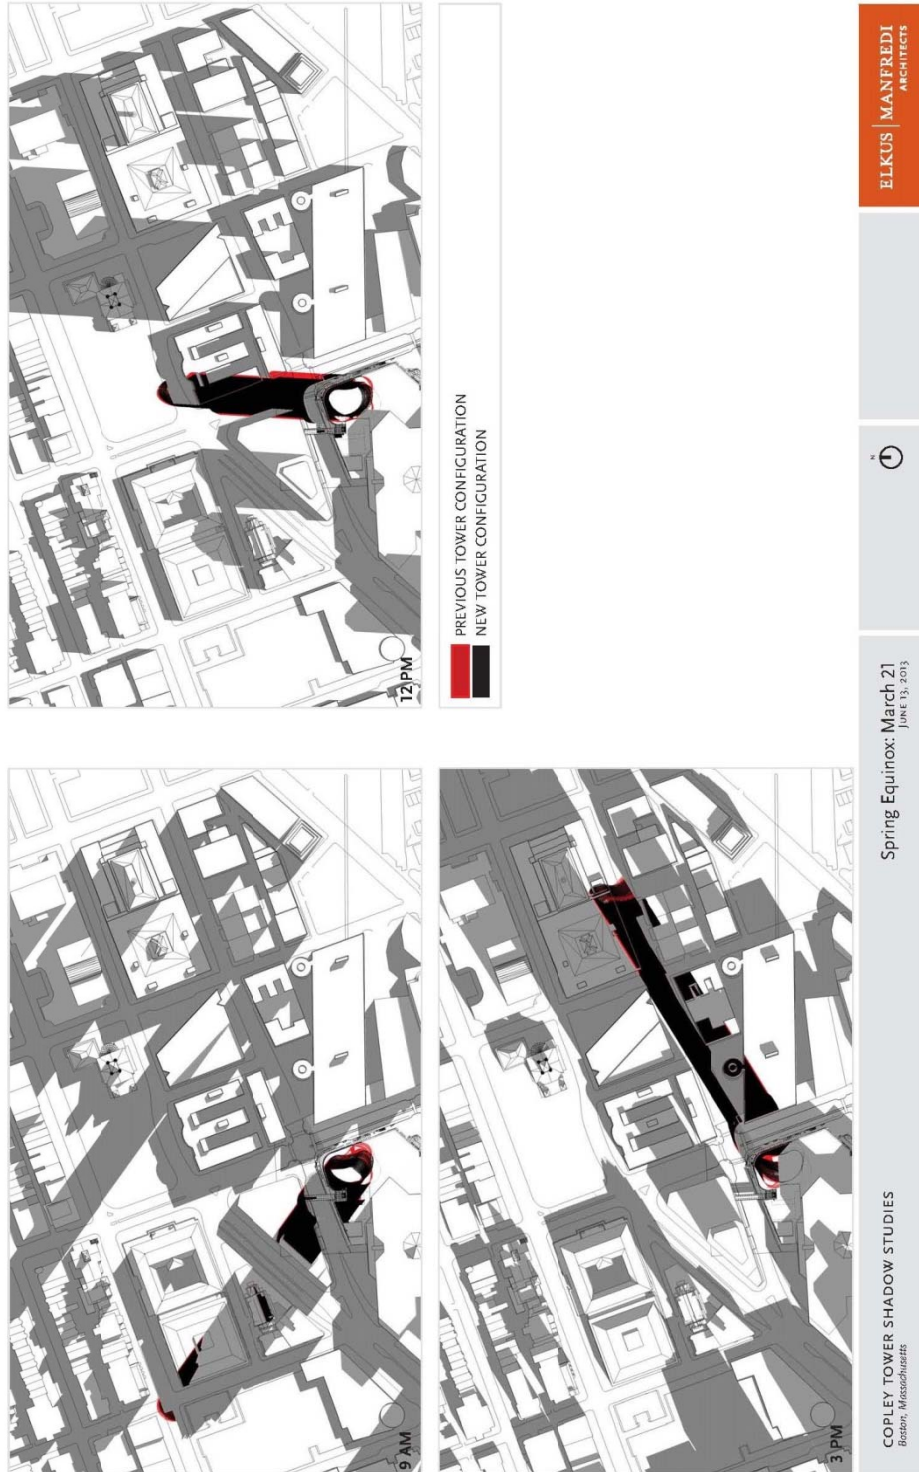 9 AM
12 PM
3 PM
PREVIOUS TOWER CONFIGURATION
NEW TOWER CONFIGURATION
COPLEY TOWER SHADOW STUDIES
Boston, Massachusetts
Spring Equinox: March 21
JUNE 13, 2013
N
ELKUS | MANFREDI
ARCHITECTS